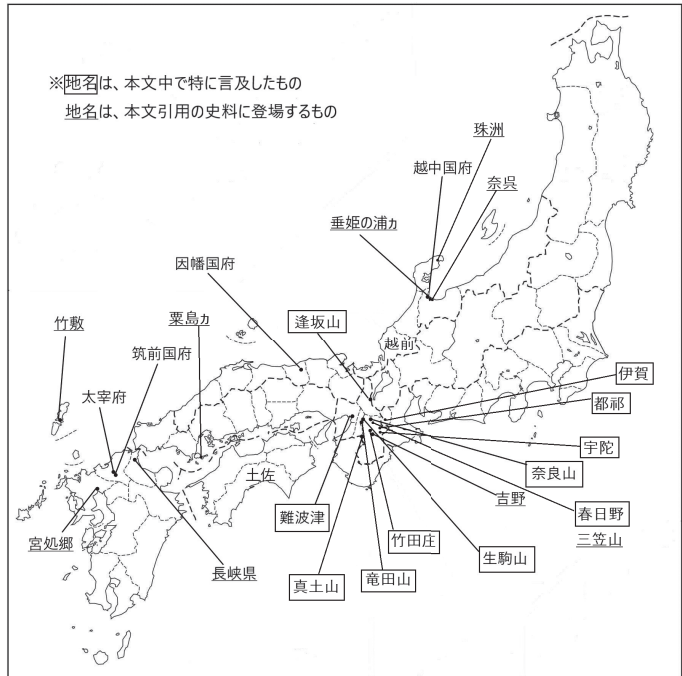 ※地名は、本文中で特に言及したもの
地名は、本文引用の史料に登場するもの
珠洲
越中国府
奈呉
垂姫の浦ヵ
因幡国府
竹敷
粟島ヵ
逢坂山
越前
筑前国府
太宰府
伊賀
都祁
宇陀
奈良山
土佐
吉野
難波津
春日野
三笠山
竹田庄
宮処郷
生駒山
長峡県
真土山
竜田山